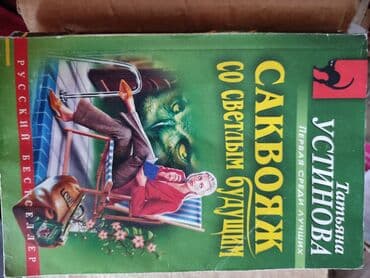 Татьяна
УСТИНОВА
ПЕРВАЯ СРЕДИ ЛУЧШИХ
САКВОЯЖ
СО СВЕТЛЫМ БУДУЩИМ
РУССКИЙ БЕСТСЕЛЛЕР